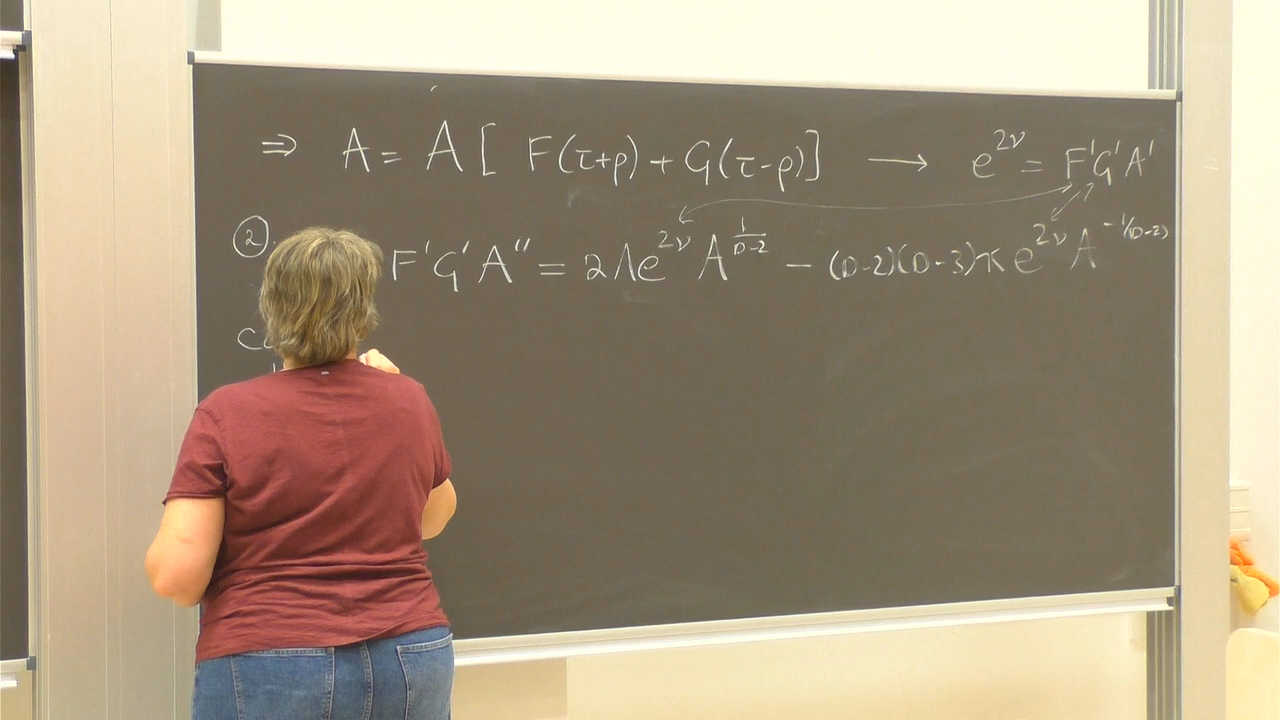 ⇒ A = A [ F(τ+ρ) + G(τ-ρ)] → e^{2ν} = F'G'A'
② F'G'A'' = 2Λe^{2ν} A^{1/(D-2)} - (D-2)(D-3)κ e^{2ν} A^{-1/(D-2)}